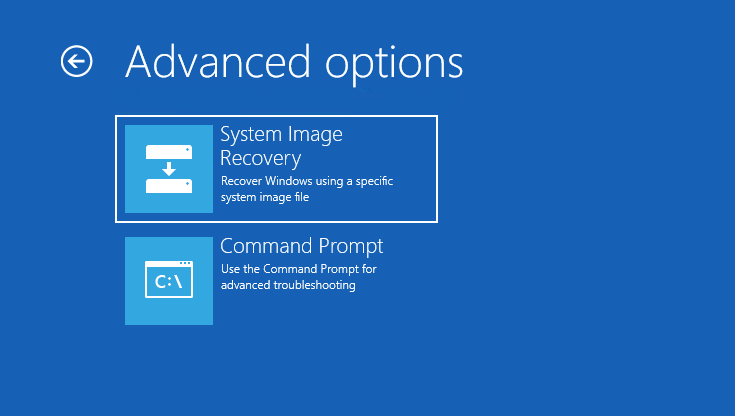 Advanced options
System Image
Recovery
Recover Windows using a specific
system image file
Command Prompt
Use the Command Prompt for
advanced troubleshooting
C:\